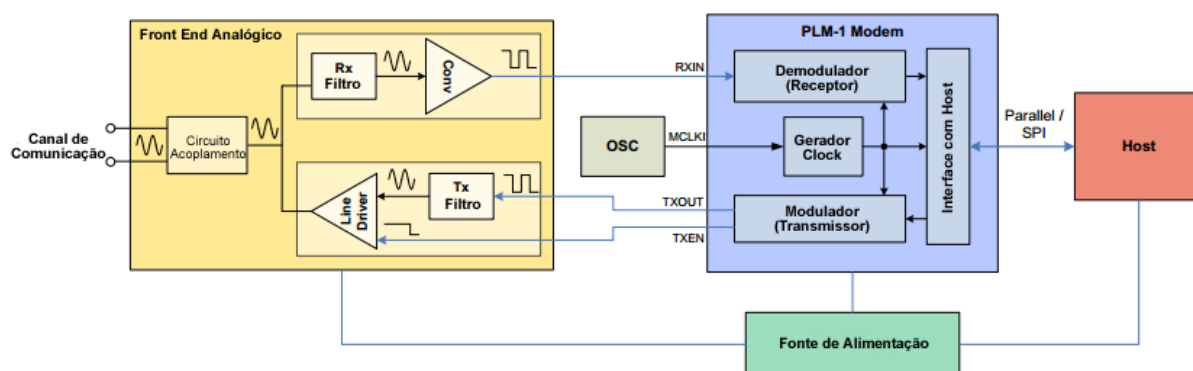 Front End Analógico
PLM-1 Modem
Rx
Filtro
Conv
RXIN
Demodulador
(Receptor)
Canal de
Comunicação
Circuito
Acoplamento
OSC
MCLKI
Gerador
Clock
Interface com Host
Parallel /
SPI
Host
Line
Driver
Tx
Filtro
TXOUT
TXEN
Modulador
(Transmissor)
Fonte de Alimentação